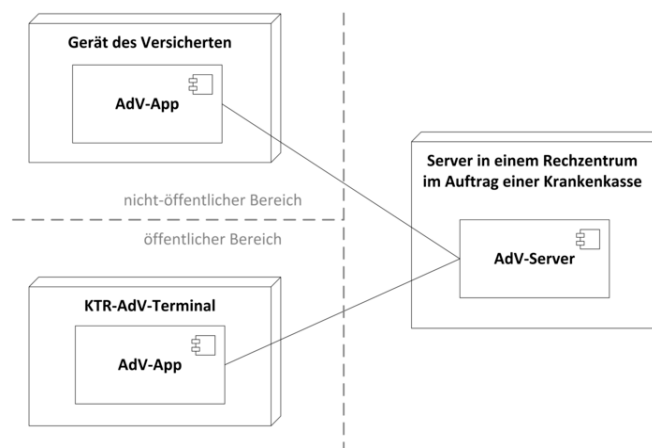 Gerät des Versicherten
AdV-App
nicht-öffentlicher Bereich
öffentlicher Bereich
KTR-AdV-Terminal
AdV-App
Server in einem Rechzentrum
im Auftrag einer Krankenkasse
AdV-Server